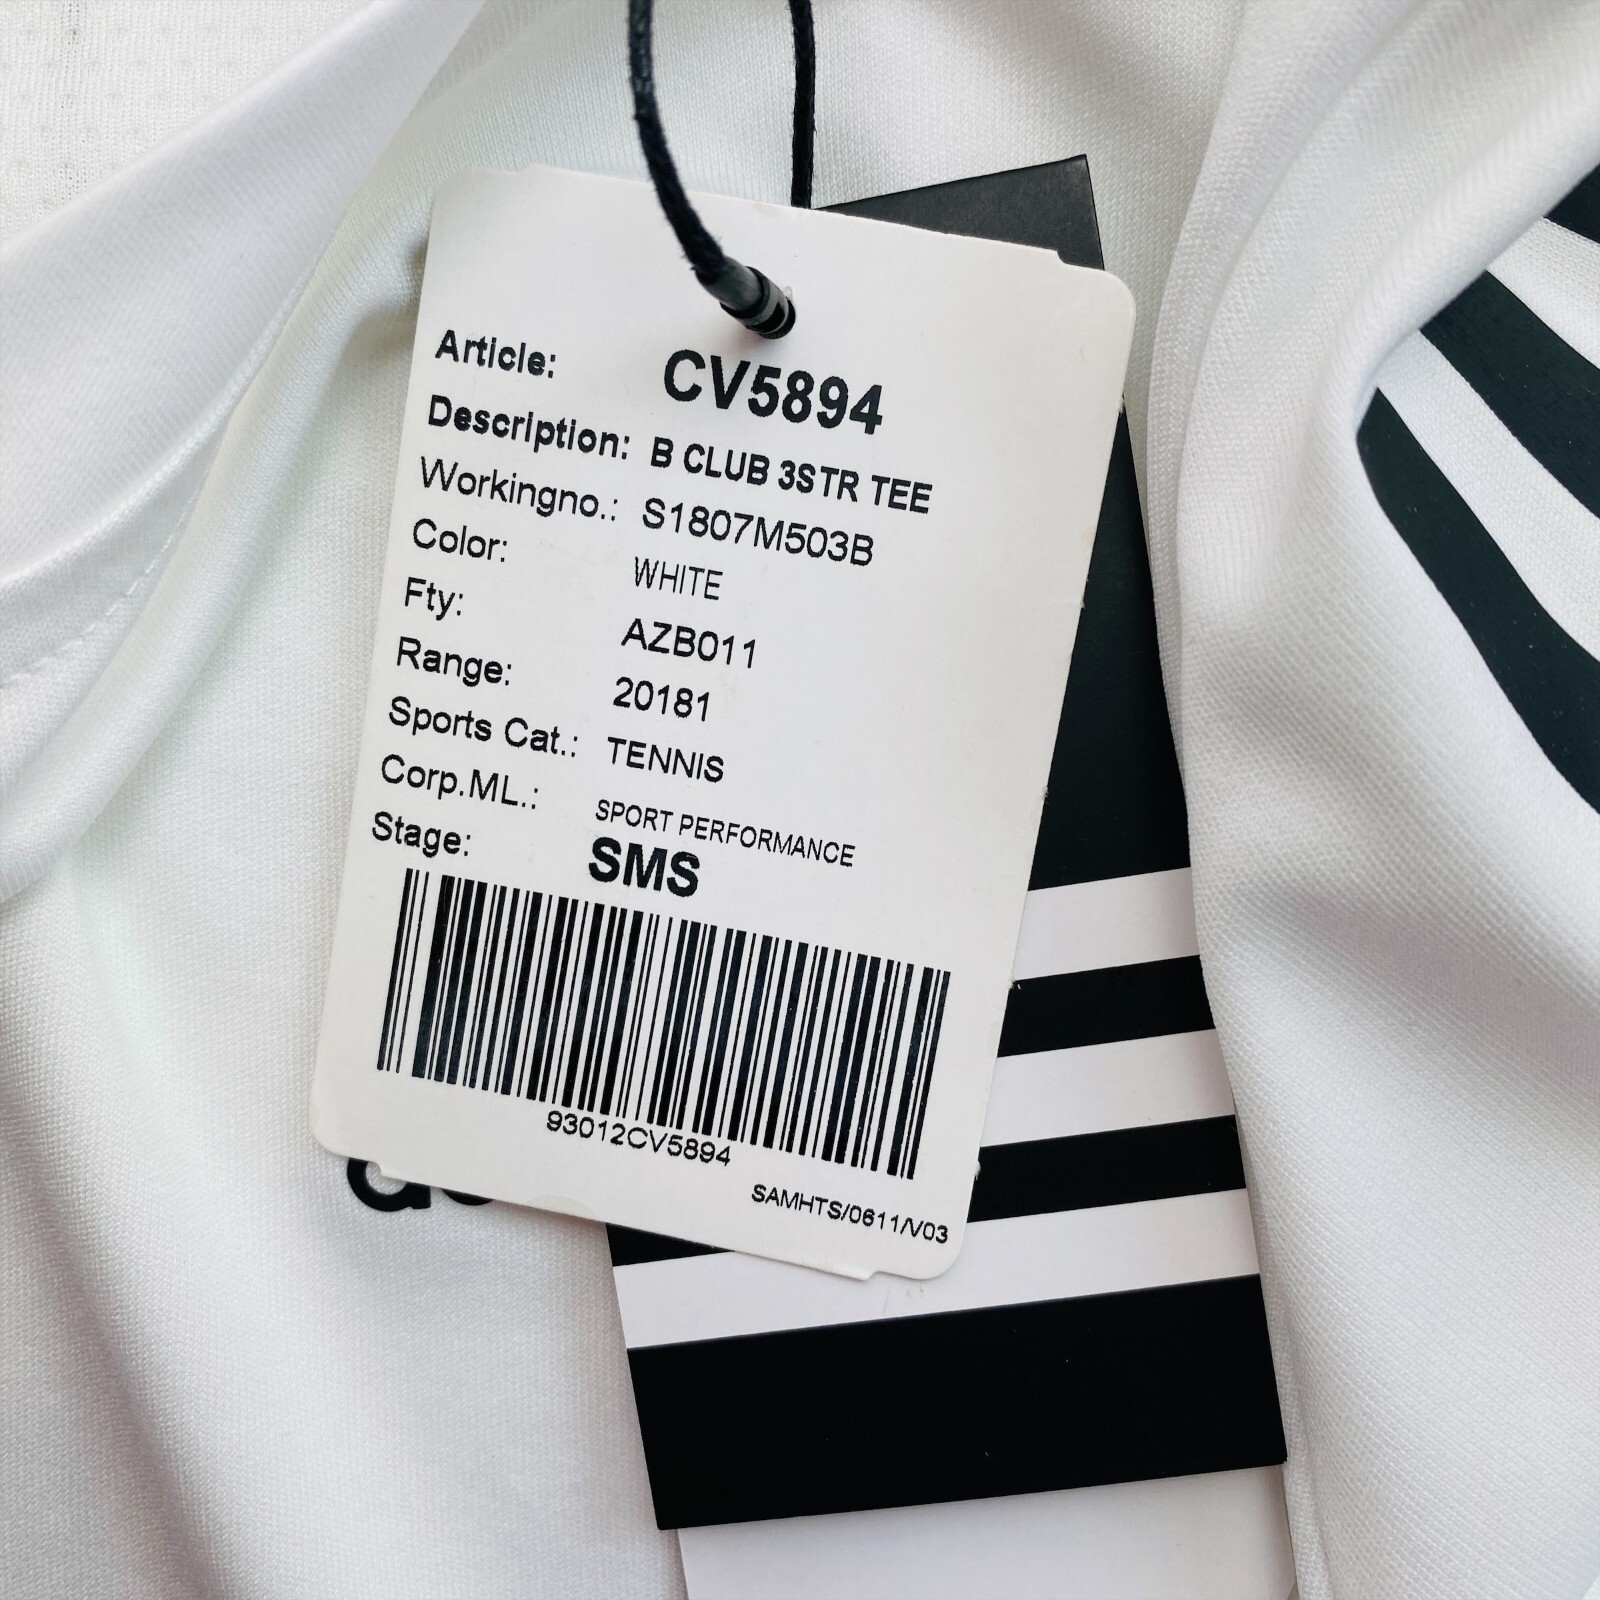 Article: CV5894
Description: B CLUB 3STR TEE
Workingno.: S1807M503B
Color: WHITE
Fty: AZB011
Range: 20181
Sports Cat.: TENNIS
Corp.ML.: SPORT PERFORMANCE
Stage: SMS
93012CV5894
SAMHTS/0611/V03